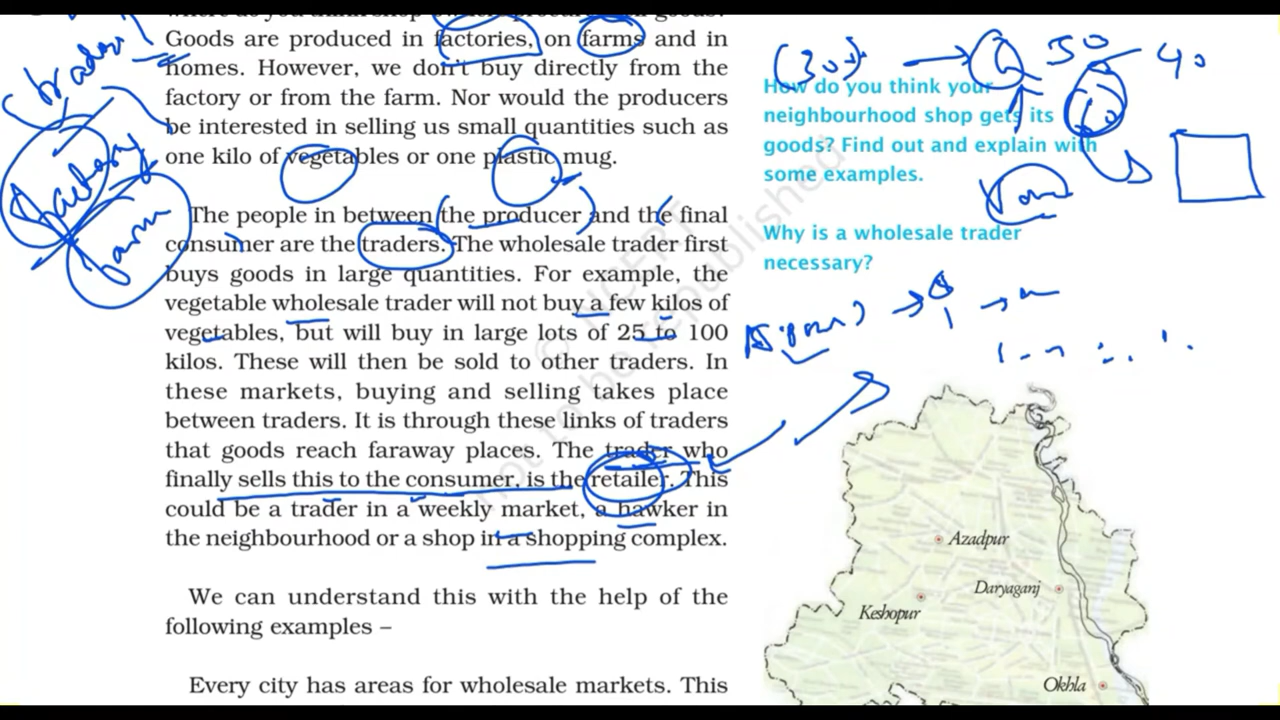 Goods are produced in factories, on farms and in
homes. However, we don't buy directly from the
factory or from the farm. Nor would the producers
be interested in selling us small quantities such as
one kilo of vegetables or one plastic mug.
The people in between the producer and the final
consumer are the traders. The wholesale trader first
buys goods in large quantities. For example, the
vegetable wholesale trader will not buy a few kilos of
vegetables, but will buy in large lots of 25 to 100
kilos. These will then be sold to other traders. In
these markets, buying and selling takes place
between traders. It is through these links of traders
that goods reach faraway places. The trader who
finally sells this to the consumer, is the retailer. This
could be a trader in a weekly market, a hawker in
the neighbourhood or a shop in a shopping complex.
We can understand this with the help of the
following examples –
Every city has areas for wholesale markets. This
How do you think your
neighbourhood shop gets its
goods? Find out and explain with
some examples.
Why is a wholesale trader
necessary?
Azadpur
Daryaganj
Keshopur
Okhla
trader
factory
farm
50
40
© NCERT
not to be republished